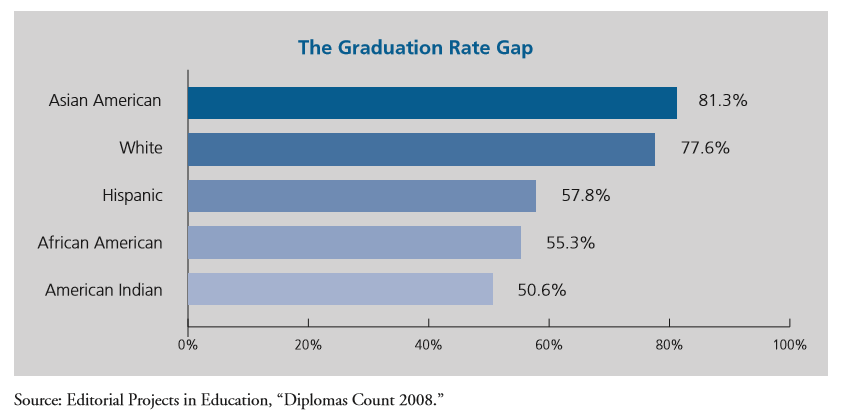 The Graduation Rate Gap
Asian American 81.3%
White 77.6%
Hispanic 57.8%
African American 55.3%
American Indian 50.6%
0% 20% 40% 60% 80% 100%
Source: Editorial Projects in Education, “Diplomas Count 2008.”